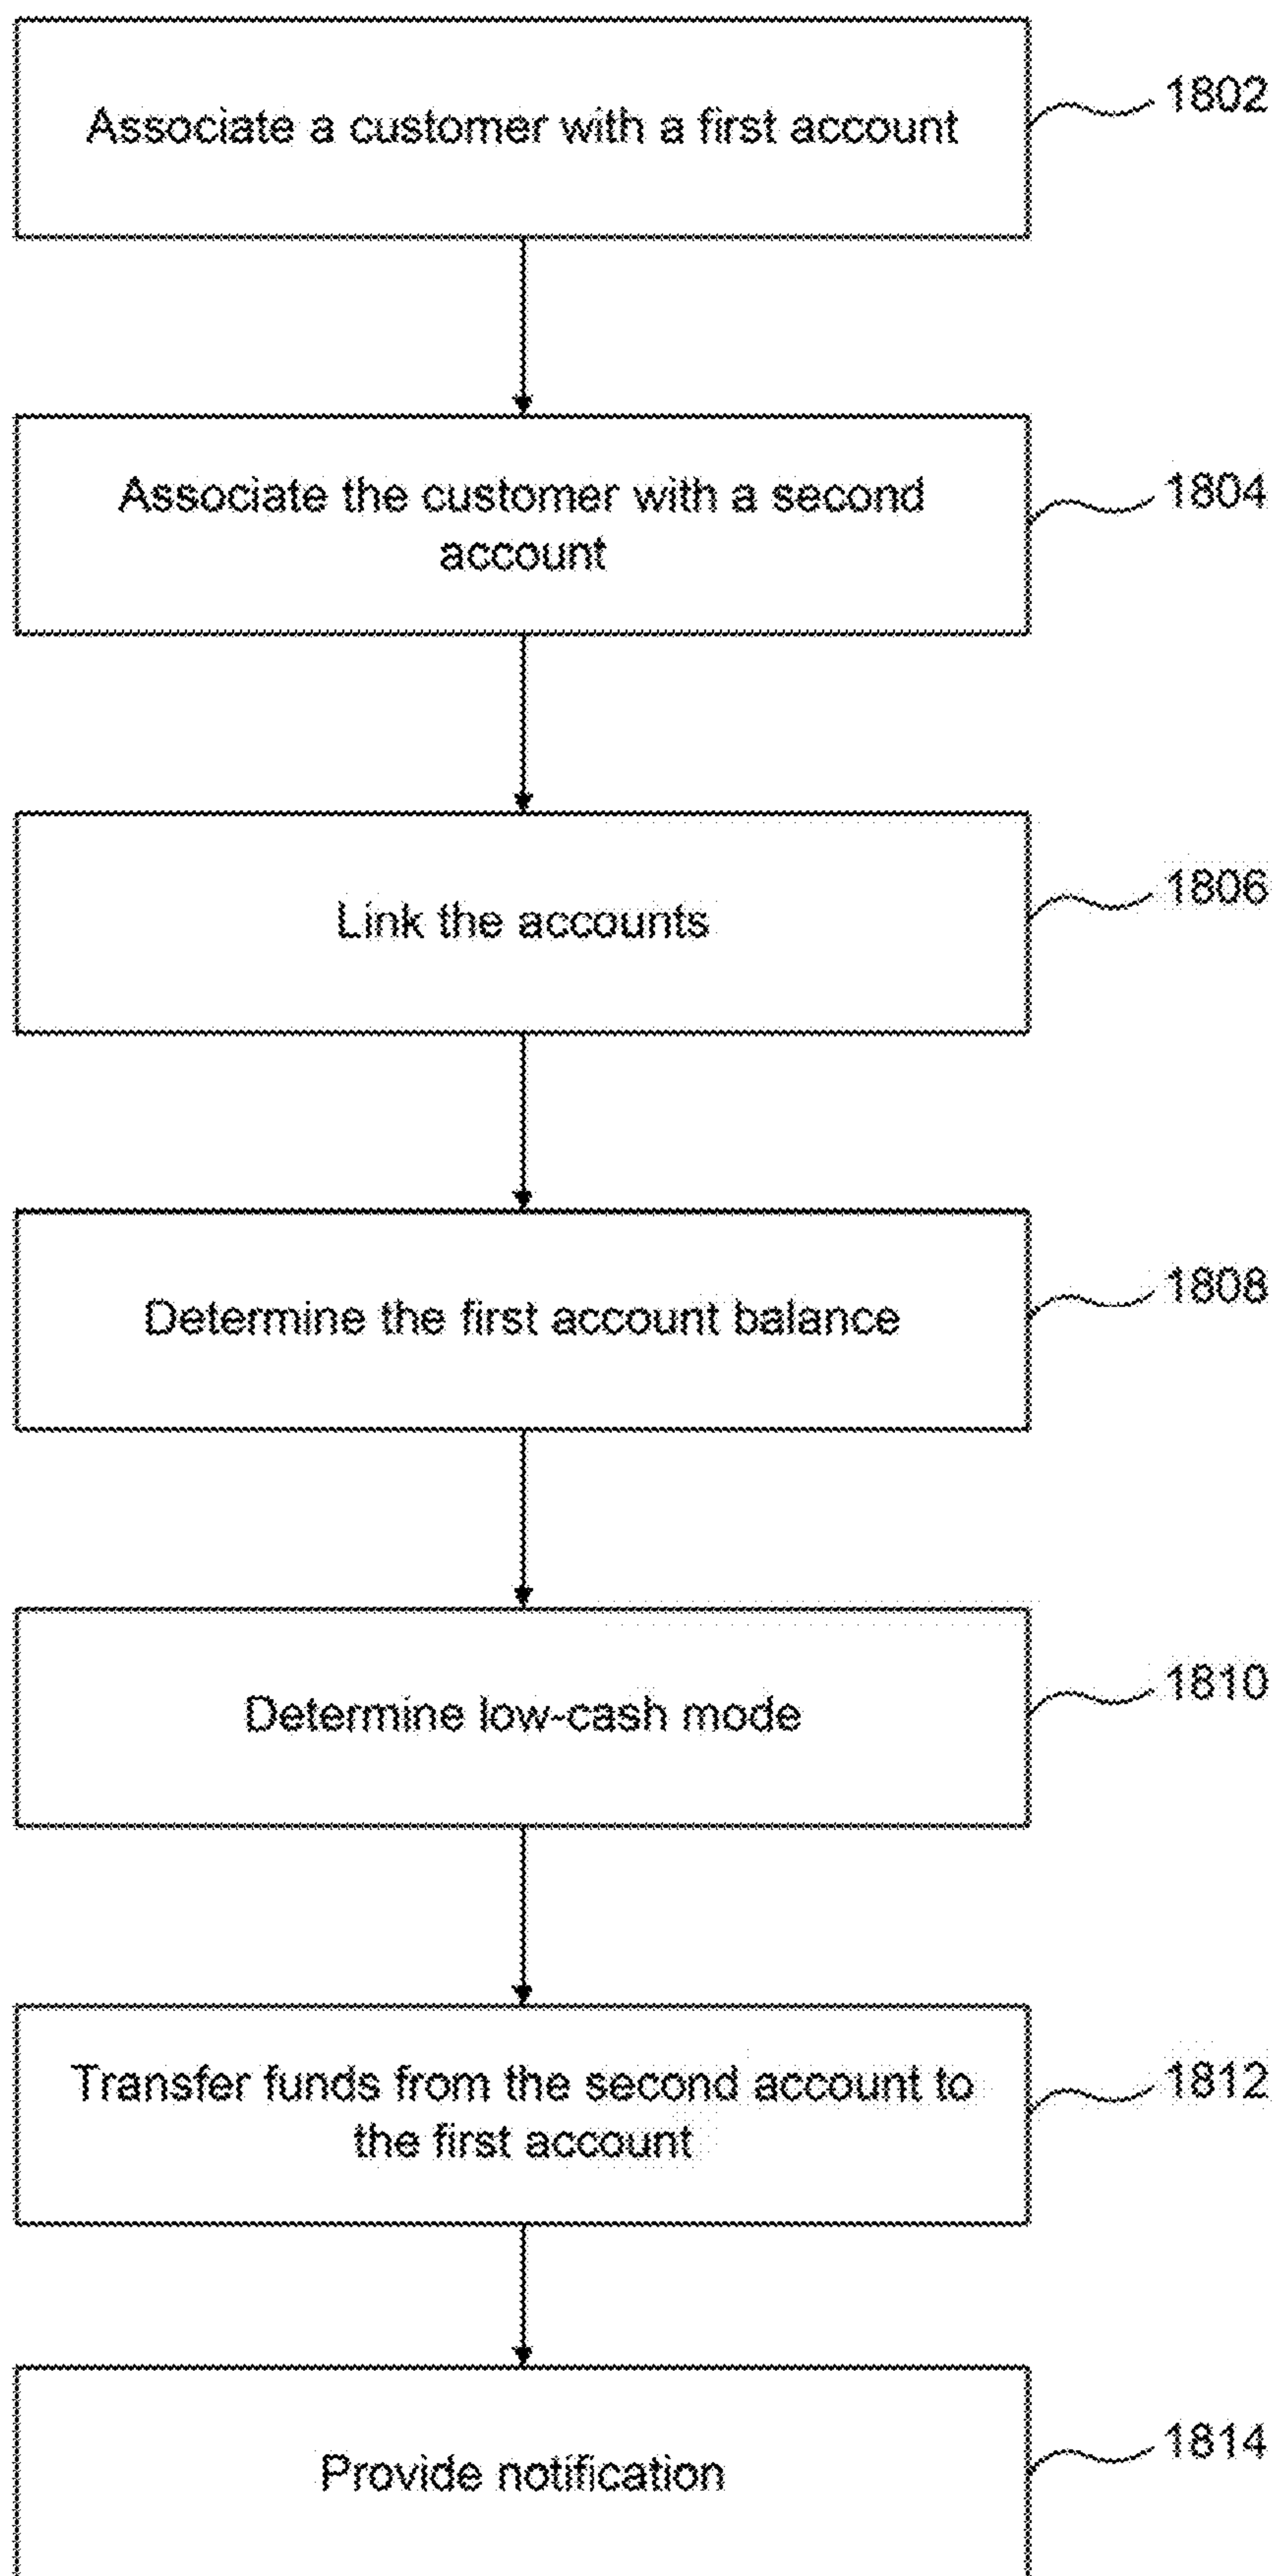 Associate a customer with a first account
1802
Associate the customer with a second
account
1804
Link the accounts
1806
Determine the first account balance
1808
Determine low-cash mode
1810
Transfer funds from the second account to
the first account
1812
Provide notification
1814